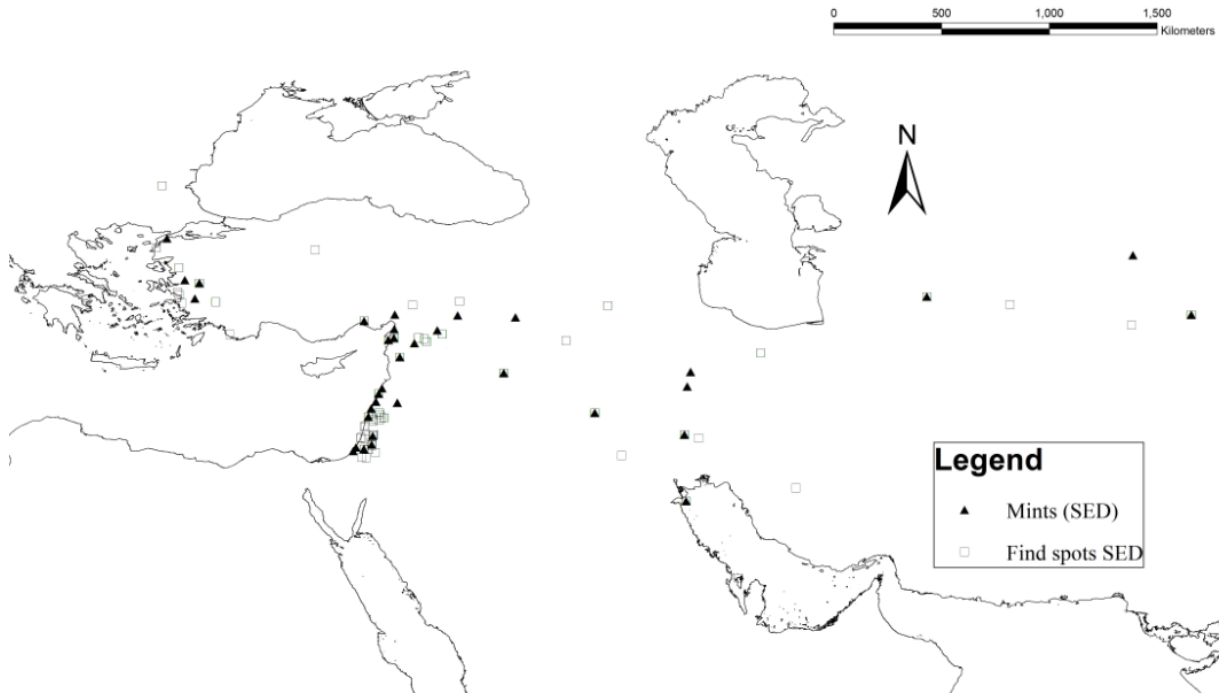 0 500 1,000 1,500
Kilometers
N
Legend
Mints (SED)
Find spots SED